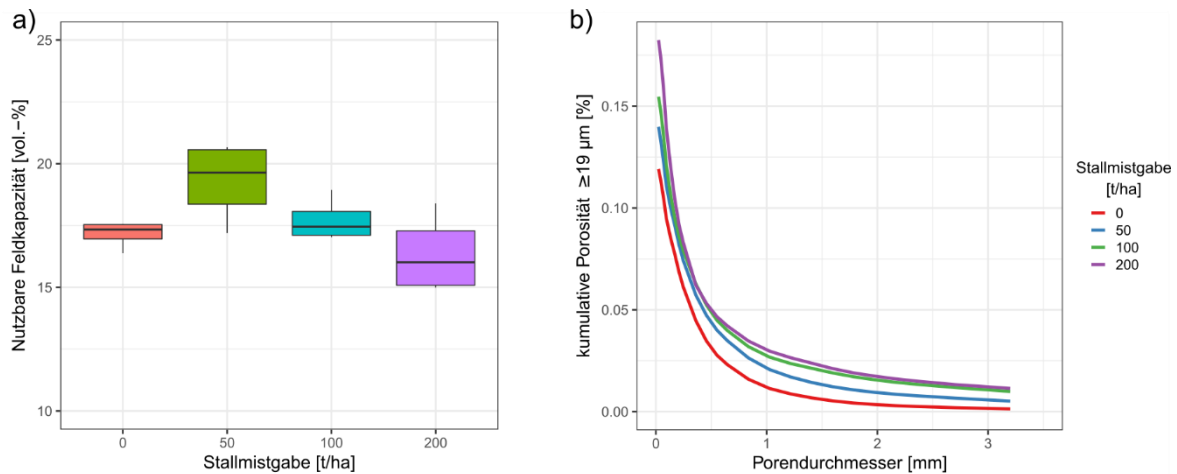 a)
Nutzbare Feldkapazität [vol.−%]
25
20
15
10
0
50
100
200
Stallmistgabe [t/ha]
b)
kumulative Porosität ≥19 µm [%]
0.15
0.10
0.05
0.00
0
1
2
3
Porendurchmesser [mm]
Stallmistgabe
[t/ha]
0
50
100
200